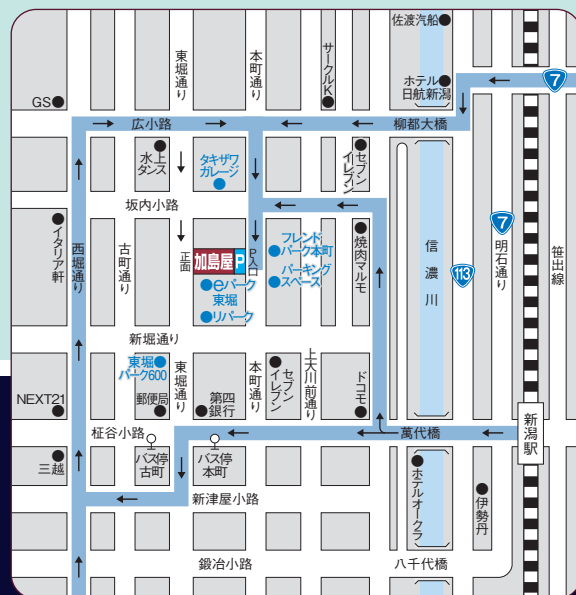 佐渡汽船
東堀通り
本町通り
サークルK
ホテル
日航新潟
7
GS
広小路
柳都大橋
水上
タンス
タキザワ
ガレージ
セブン
イレブン
坂内小路
イタリア軒
西堀通り
古町通り
正面
加島屋
P
P入口
フレンド
パーク本町
パーキング
スペース
焼肉マルモ
信濃川
7
明石通り
113
笹出線
eパーク
東堀
リパーク
新堀通り
東堀
パーク600
郵便局
東堀通り
第四
銀行
本町通り
セブン
イレブン
上大川前通り
ドコモ
NEXT21
柾谷小路
萬代橋
新潟駅
三越
バス停
古町
バス停
本町
ホテルオークラ
伊勢丹
新津屋小路
鍛冶小路
八千代橋